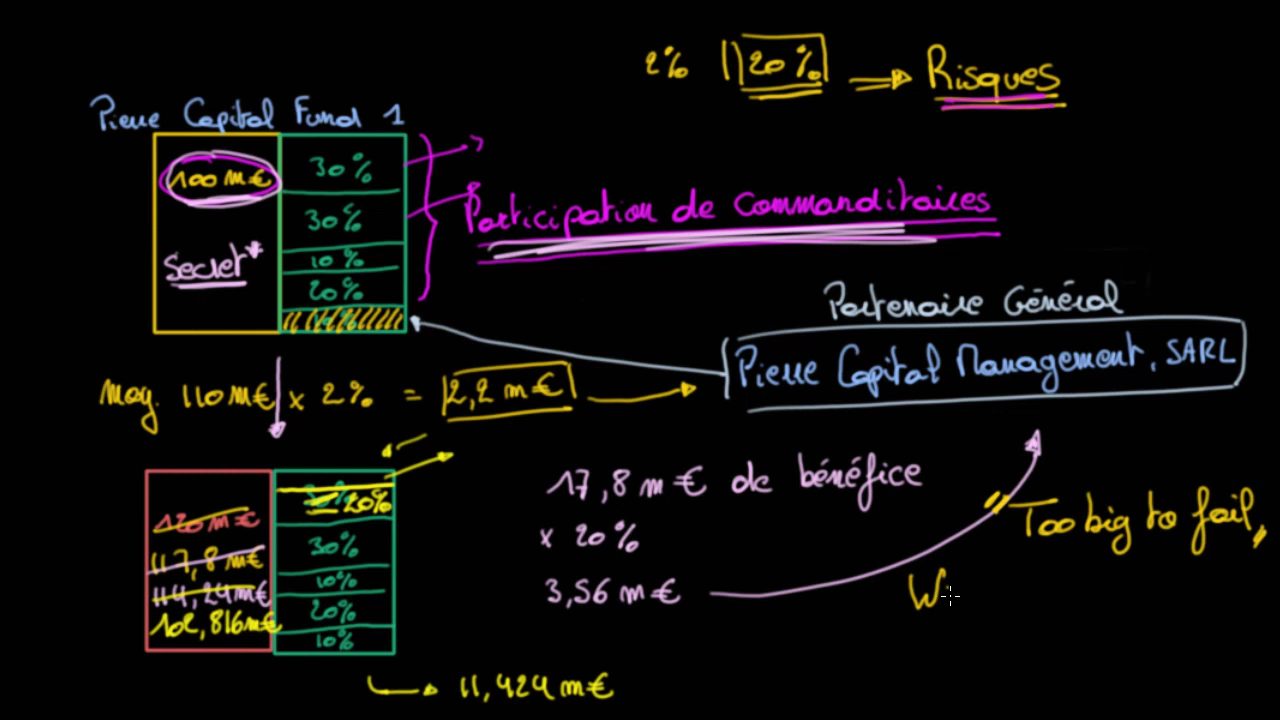 2% || 20% ⇒ Risques
Pierre Capital Fund 1
100 m€
30%
30%
Secret*
10%
20%
Participation de Commanditaires
Partenaire Général
Pierre Capital Management, SARL
moy. 110 m€ x 2% = 2,2 m€
120 m€
117,8 m€
114,24 m€
102,816 m€
20%
30%
10%
20%
10%
11,424 m€
17,8 m€ de bénéfice
x 20%
3,56 m€
Too big to fail,,
W